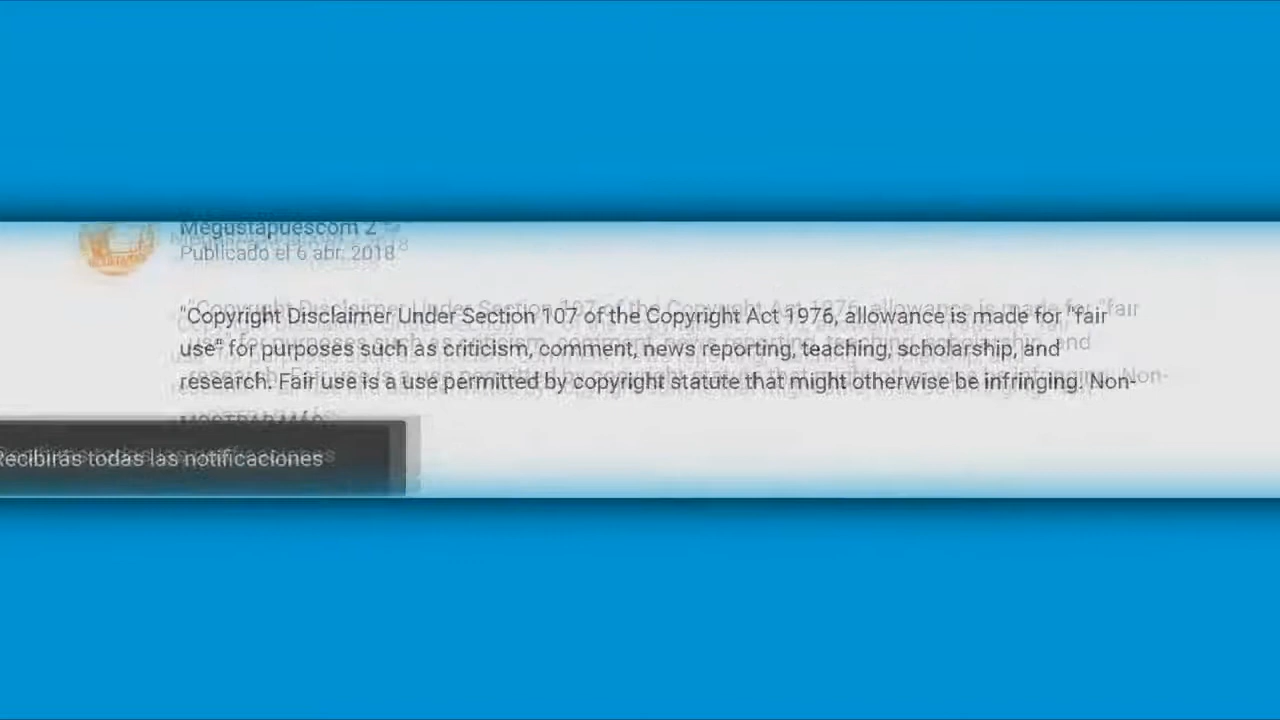 Megustapuescom 2
Publicado el 6 abr. 2018
"Copyright Disclaimer Under Section 107 of the Copyright Act 1976, allowance is made for "fair
use" for purposes such as criticism, comment, news reporting, teaching, scholarship, and
research. Fair use is a use permitted by copyright statute that might otherwise be infringing. Non-
Recibirás todas las notificaciones